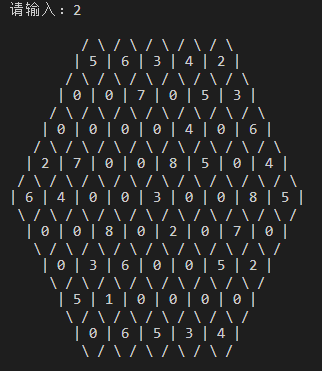 请输入：2
/ \ / \ / \ / \ / \
| 5 | 6 | 3 | 4 | 2 |
/ \ / \ / \ / \ / \ / \
| 0 | 0 | 7 | 0 | 5 | 3 |
/ \ / \ / \ / \ / \ / \ / \
| 0 | 0 | 0 | 0 | 4 | 0 | 6 |
/ \ / \ / \ / \ / \ / \ / \ / \
| 2 | 7 | 0 | 0 | 8 | 5 | 0 | 4 |
/ \ / \ / \ / \ / \ / \ / \ / \ / \
| 6 | 4 | 0 | 0 | 3 | 0 | 0 | 8 | 5 |
\ / \ / \ / \ / \ / \ / \ / \ / \ /
| 0 | 0 | 8 | 0 | 2 | 0 | 7 | 0 |
\ / \ / \ / \ / \ / \ / \ / \ /
| 0 | 3 | 6 | 0 | 0 | 5 | 2 |
\ / \ / \ / \ / \ / \ / \ /
| 5 | 1 | 0 | 0 | 0 | 0 |
\ / \ / \ / \ / \ / \ /
| 0 | 6 | 5 | 3 | 4 |
\ / \ / \ / \ / \ /